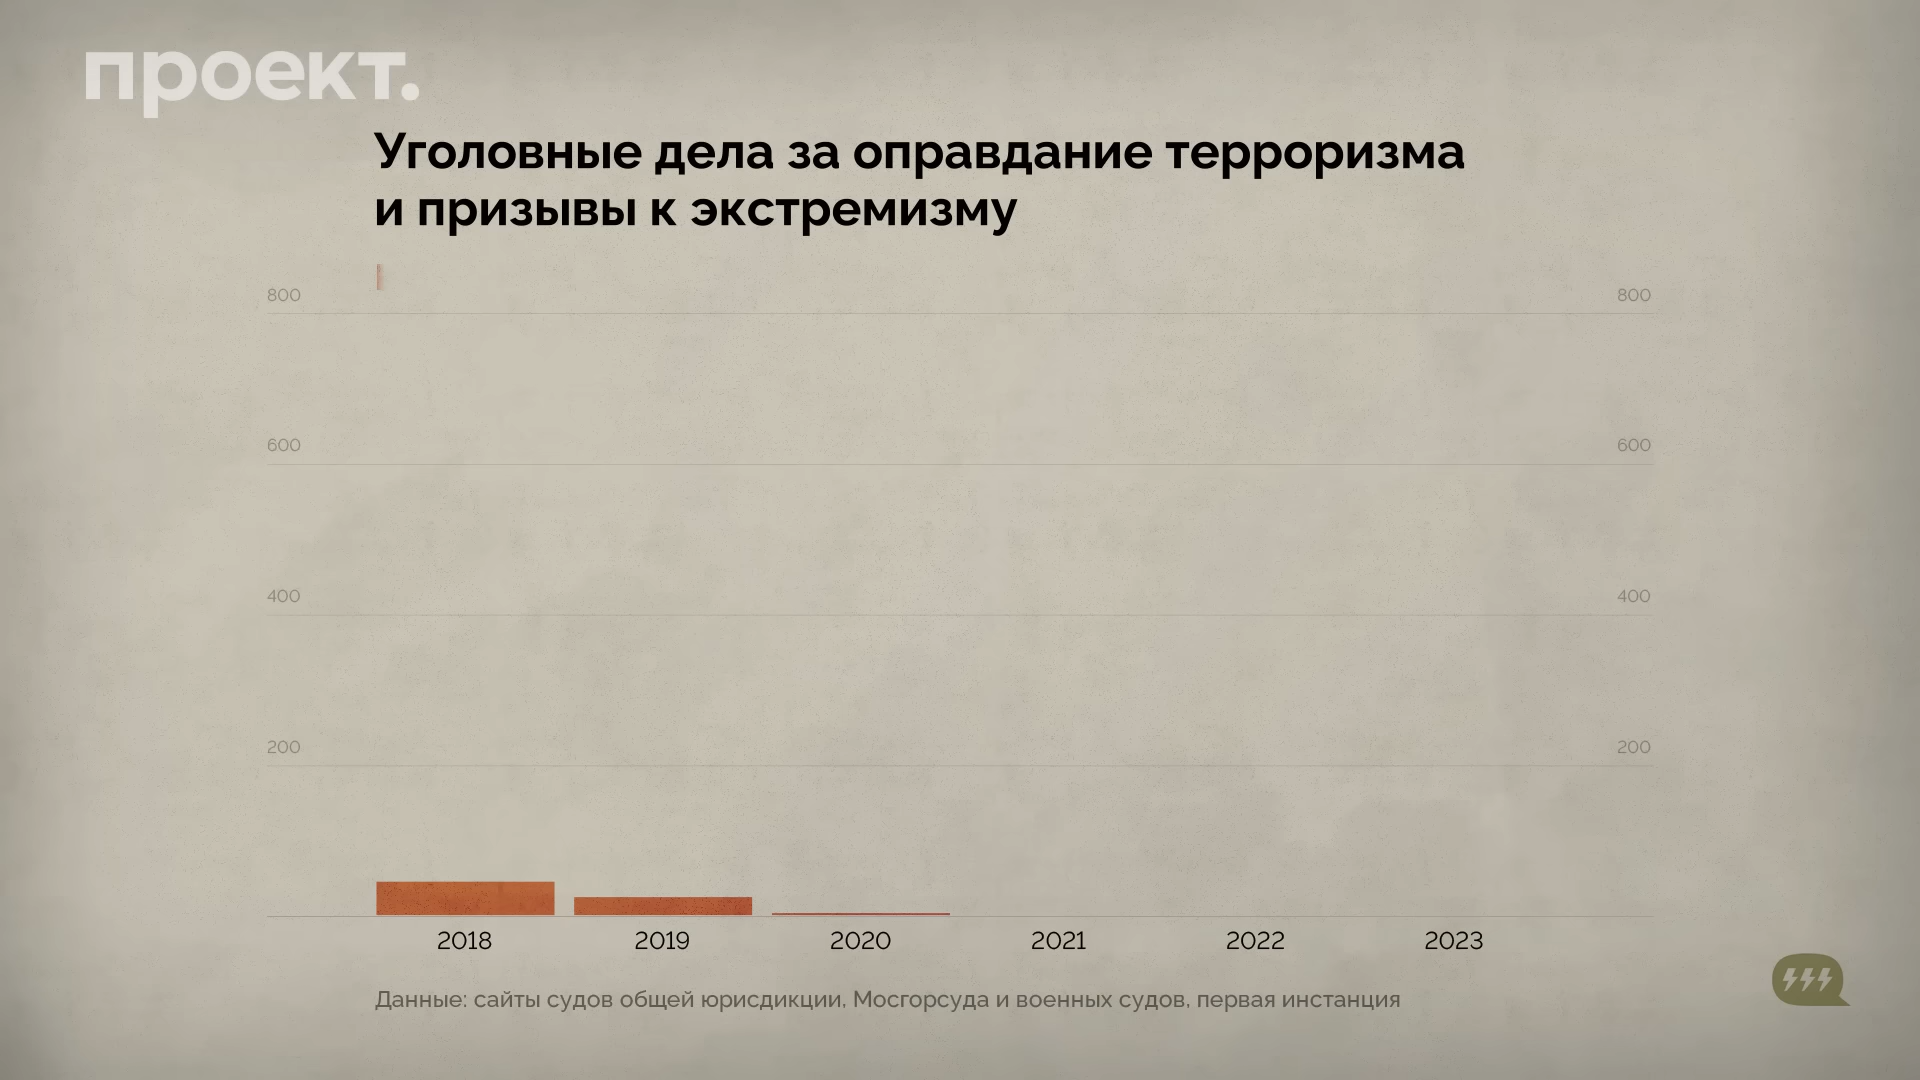 проект.
Уголовные дела за оправдание терроризма
и призывы к экстремизму
800 800
600 600
400 400
200 200
2018 2019 2020 2021 2022 2023
Данные: сайты судов общей юрисдикции, Мосгорсуда и военных судов, первая инстанция